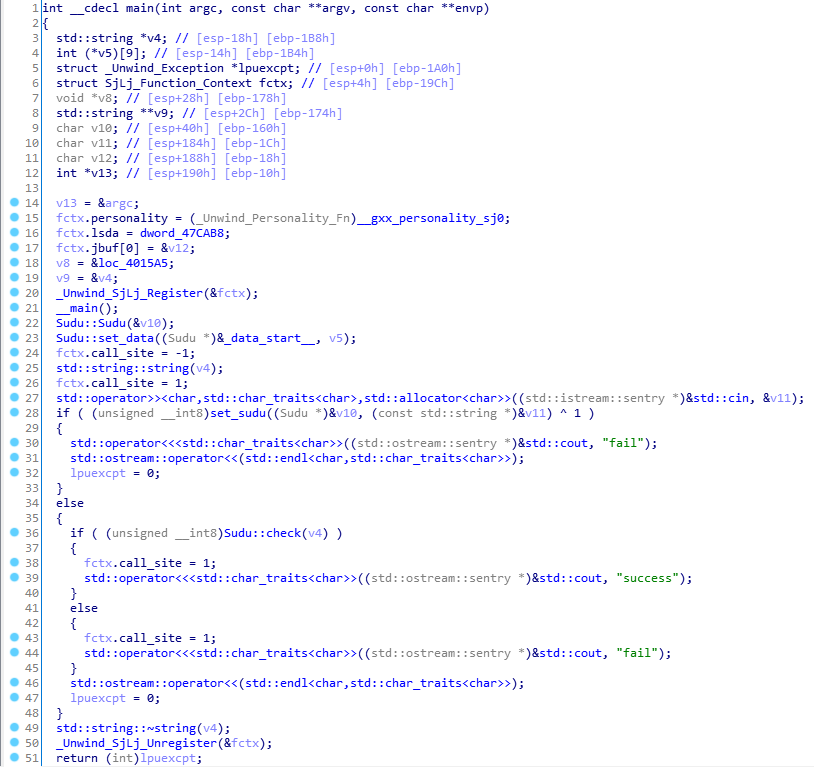 1 int __cdecl main(int argc, const char **argv, const char **envp)
2 {
3 std::string *v4; // [esp-18h] [ebp-1B8h]
4 int (*v5)[9]; // [esp-14h] [ebp-1B4h]
5 struct _Unwind_Exception *lpuexcpt; // [esp+0h] [ebp-1A0h]
6 struct SjLj_Function_Context fctx; // [esp+4h] [ebp-19Ch]
7 void *v8; // [esp+28h] [ebp-178h]
8 std::string **v9; // [esp+2Ch] [ebp-174h]
9 char v10; // [esp+40h] [ebp-160h]
10 char v11; // [esp+184h] [ebp-1Ch]
11 char v12; // [esp+188h] [ebp-18h]
12 int *v13; // [esp+190h] [ebp-10h]
13
14 v13 = &argc;
15 fctx.personality = (_Unwind_Personality_Fn)__gxx_personality_sj0;
16 fctx.lsda = dword_47CAB8;
17 fctx.jbuf[0] = &v12;
18 v8 = &loc_4015A5;
19 v9 = &v4;
20 _Unwind_SjLj_Register(&fctx);
21 __main();
22 Sudu::Sudu(&v10);
23 Sudu::set_data((Sudu *)&_data_start__, v5);
24 fctx.call_site = -1;
25 std::string::string(v4);
26 fctx.call_site = 1;
27 std::operator>><char,std::char_traits<char>,std::allocator<char>>((std::istream::sentry *)&std::cin, &v11);
28 if ( (unsigned __int8)set_sudu((Sudu *)&v10, (const std::string *)&v11) ^ 1 )
29 {
30 std::operator<<<std::char_traits<char>>((std::ostream::sentry *)&std::cout, "fail");
31 std::ostream::operator<<(std::endl<char,std::char_traits<char>>);
32 lpuexcpt = 0;
33 }
34 else
35 {
36 if ( (unsigned __int8)Sudu::check(v4) )
37 {
38 fctx.call_site = 1;
39 std::operator<<<std::char_traits<char>>((std::ostream::sentry *)&std::cout, "success");
40 }
41 else
42 {
43 fctx.call_site = 1;
44 std::operator<<<std::char_traits<char>>((std::ostream::sentry *)&std::cout, "fail");
45 }
46 std::ostream::operator<<(std::endl<char,std::char_traits<char>>);
47 lpuexcpt = 0;
48 }
49 std::string::~string(v4);
50 _Unwind_SjLj_Unregister(&fctx);
51 return (int)lpuexcpt;